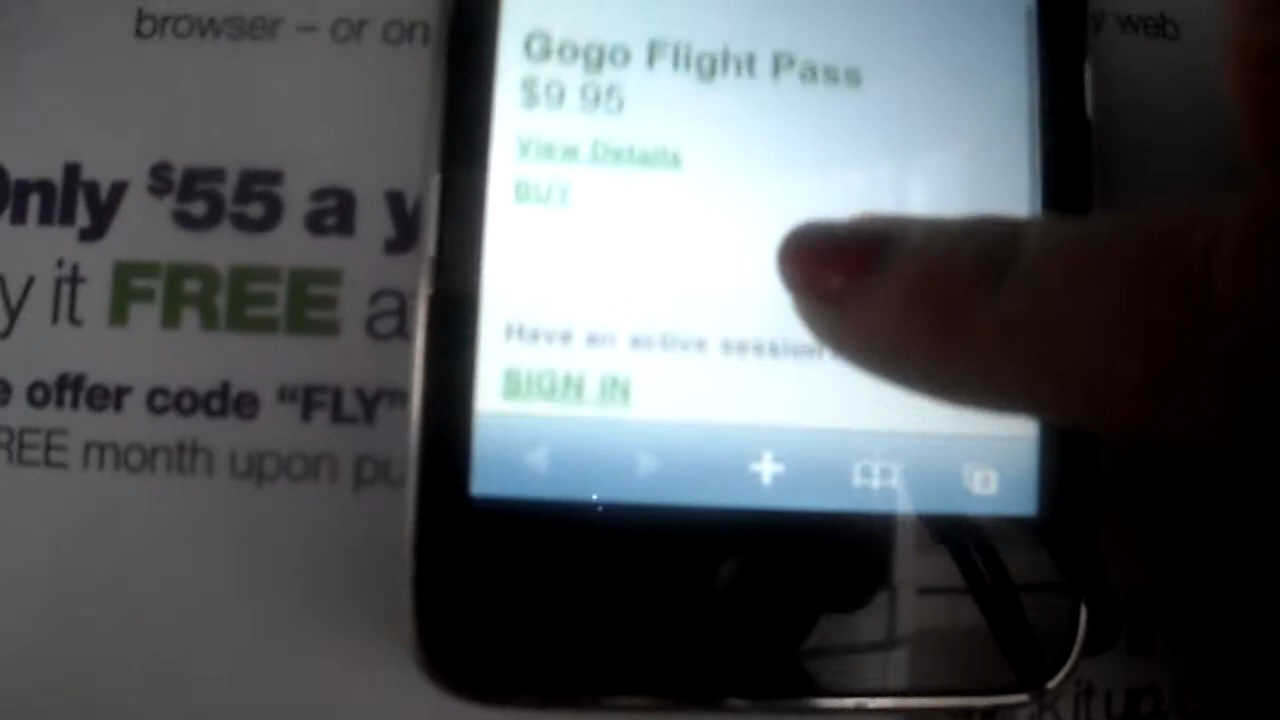 browser – or on
y web
Only $55 a y
y it FREE a
e offer code “FLY”
REE month upon pu
Gogo Flight Pass
$9 95
View Details
BUY
Have an active session
SIGN IN